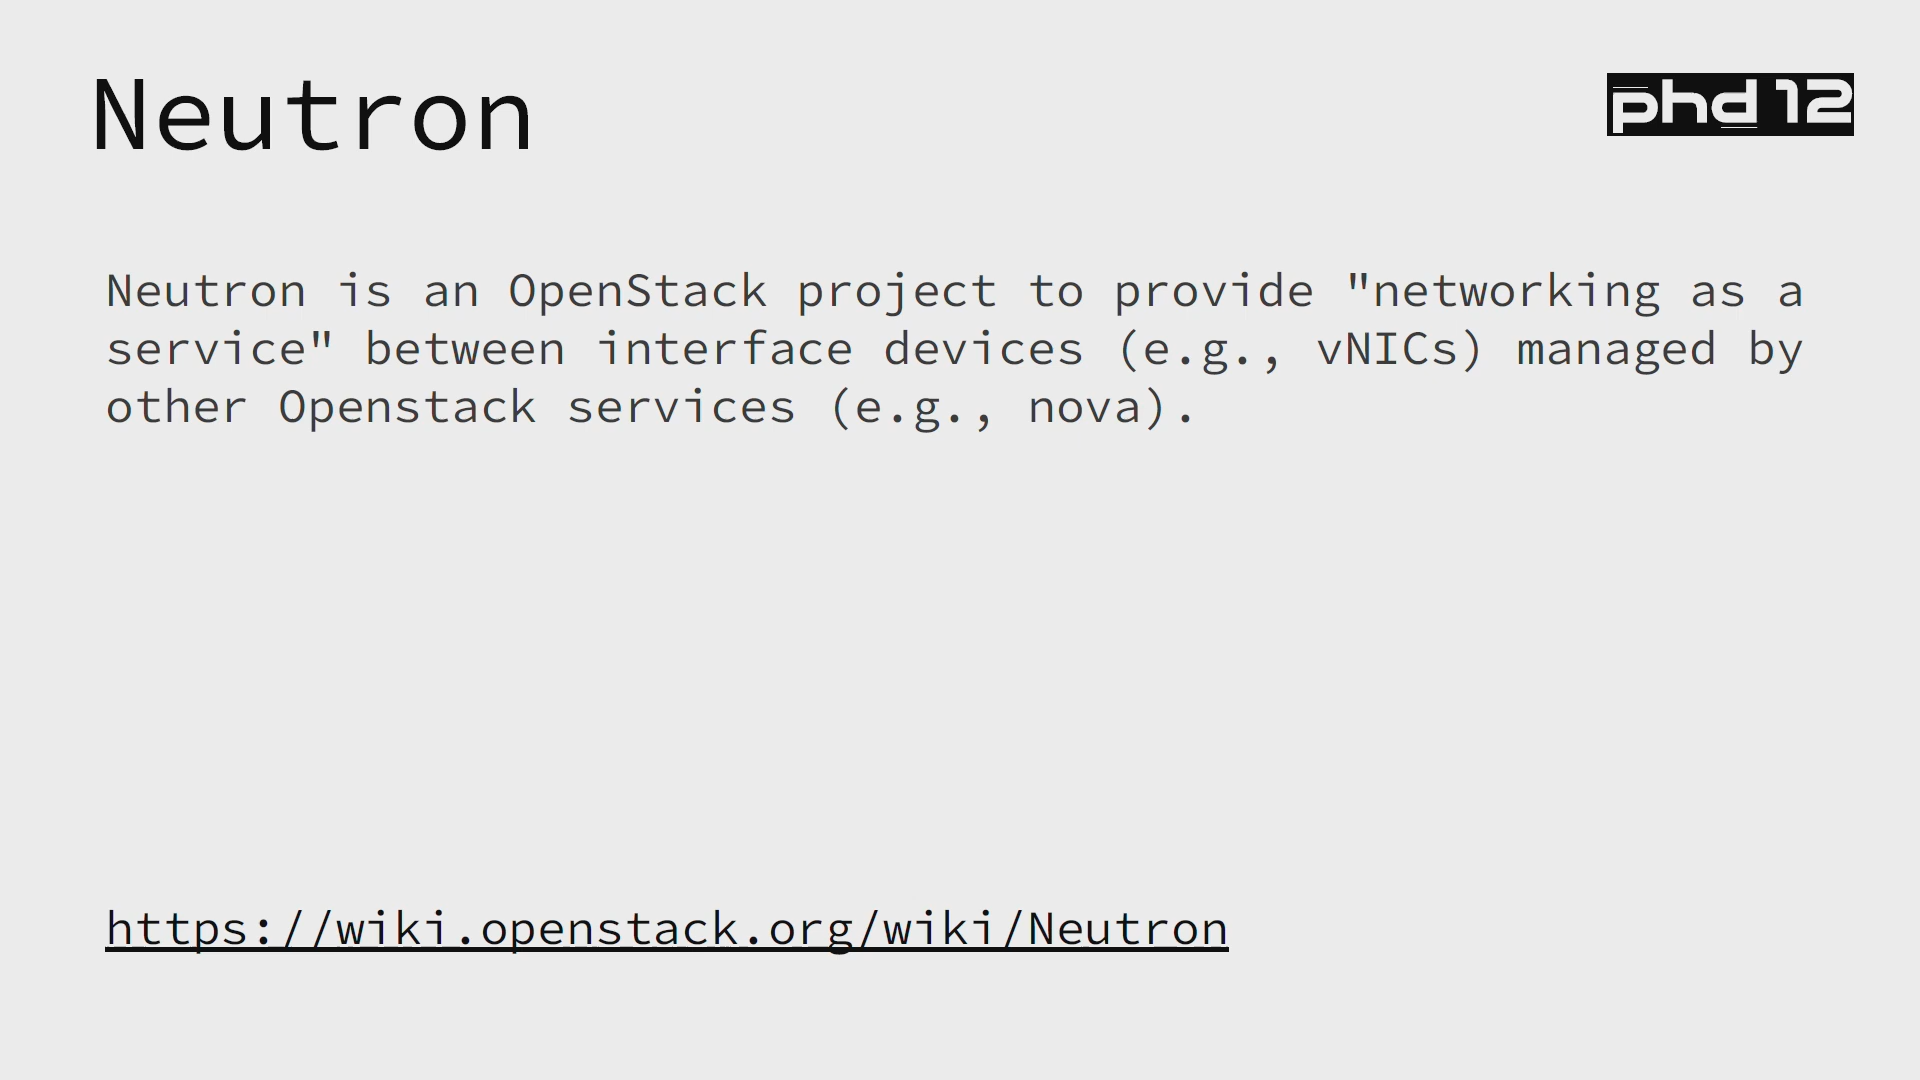 Neutron
phd 12
Neutron is an OpenStack project to provide "networking as a
service" between interface devices (e.g., vNICs) managed by
other Openstack services (e.g., nova).
https://wiki.openstack.org/wiki/Neutron